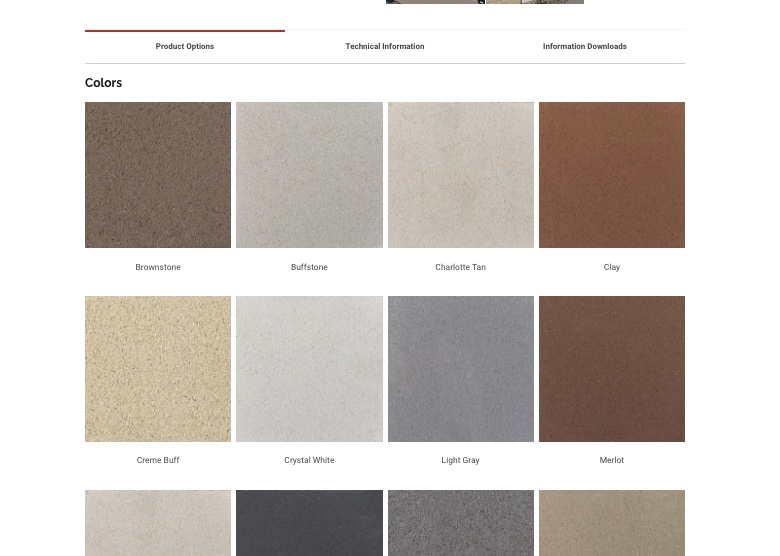 Product Options
Technical Information
Information Downloads
Colors
Brownstone
Buffstone
Charlotte Tan
Clay
Creme Buff
Crystal White
Light Gray
Merlot